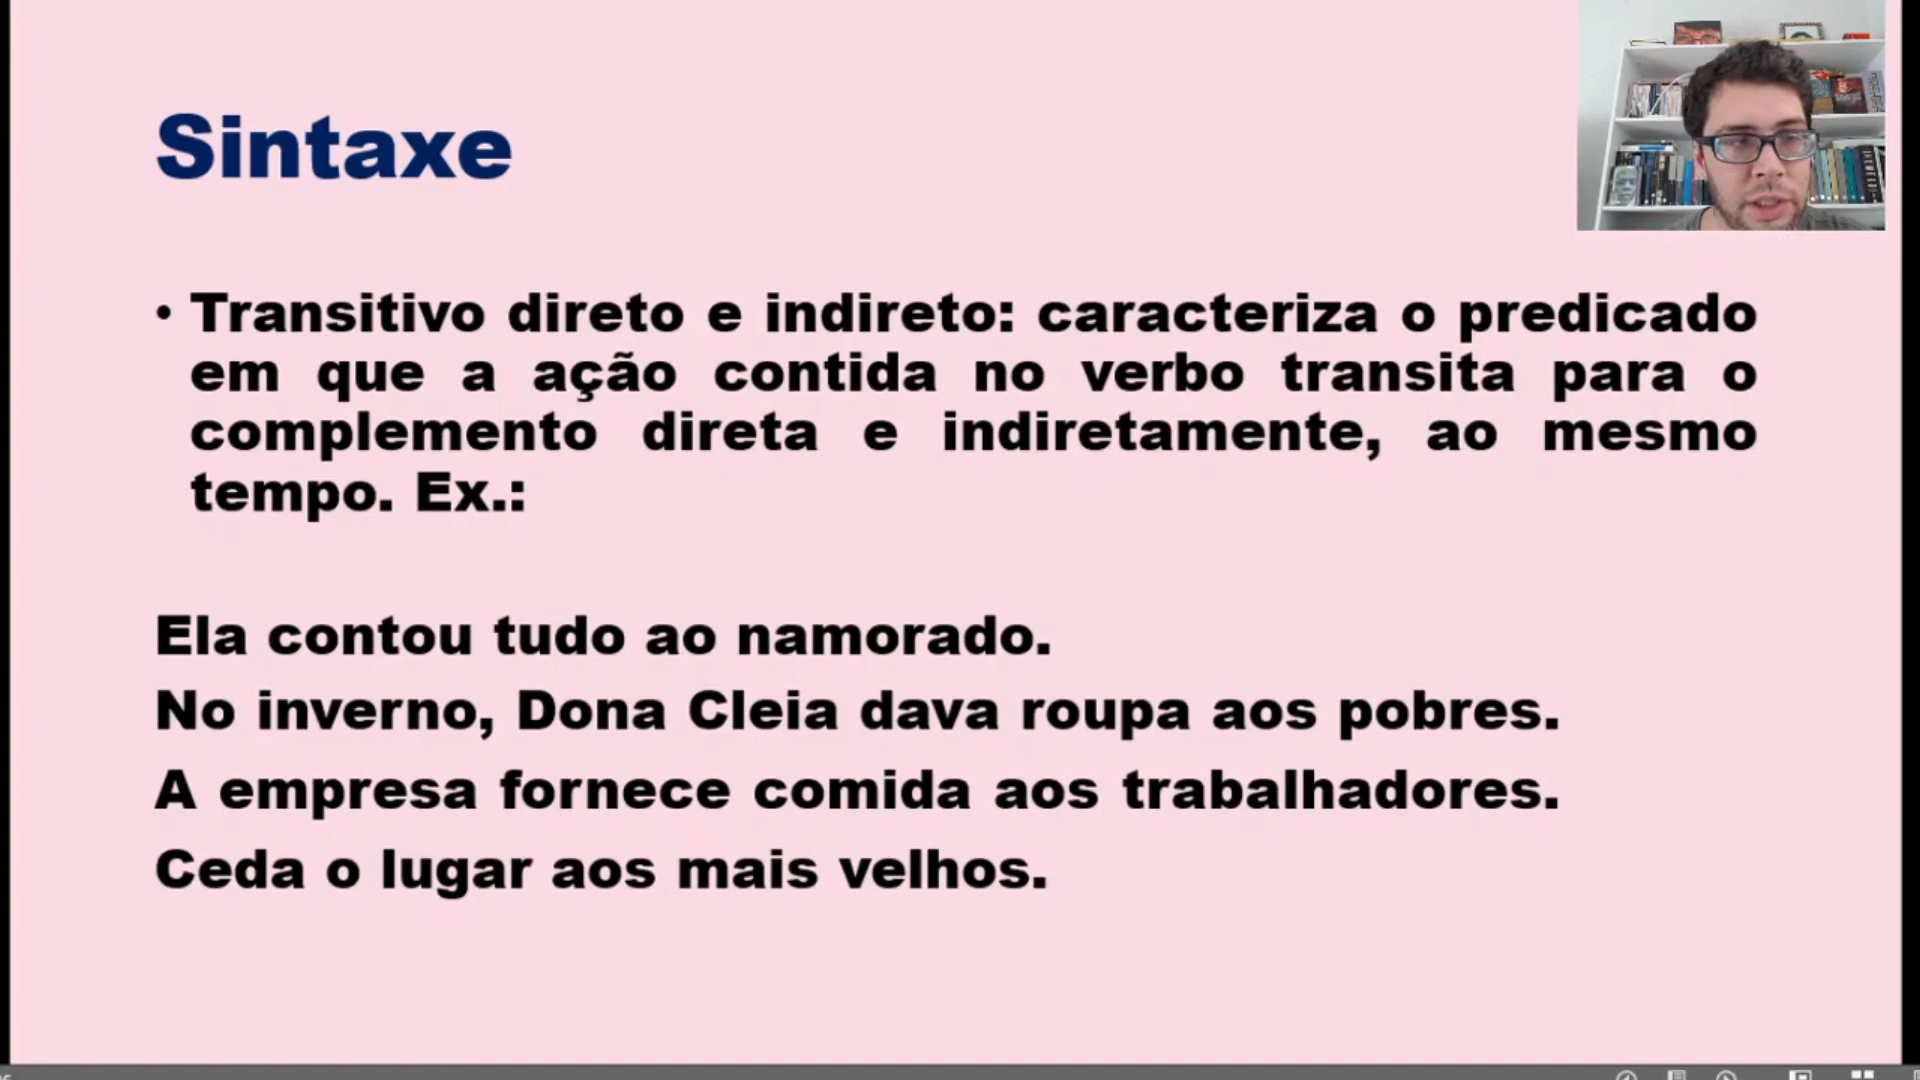 Sintaxe
• Transitivo direto e indireto: caracteriza o predicado
em que a ação contida no verbo transita para o
complemento direta e indiretamente, ao mesmo
tempo. Ex.:
Ela contou tudo ao namorado.
No inverno, Dona Cleia dava roupa aos pobres.
A empresa fornece comida aos trabalhadores.
Ceda o lugar aos mais velhos.